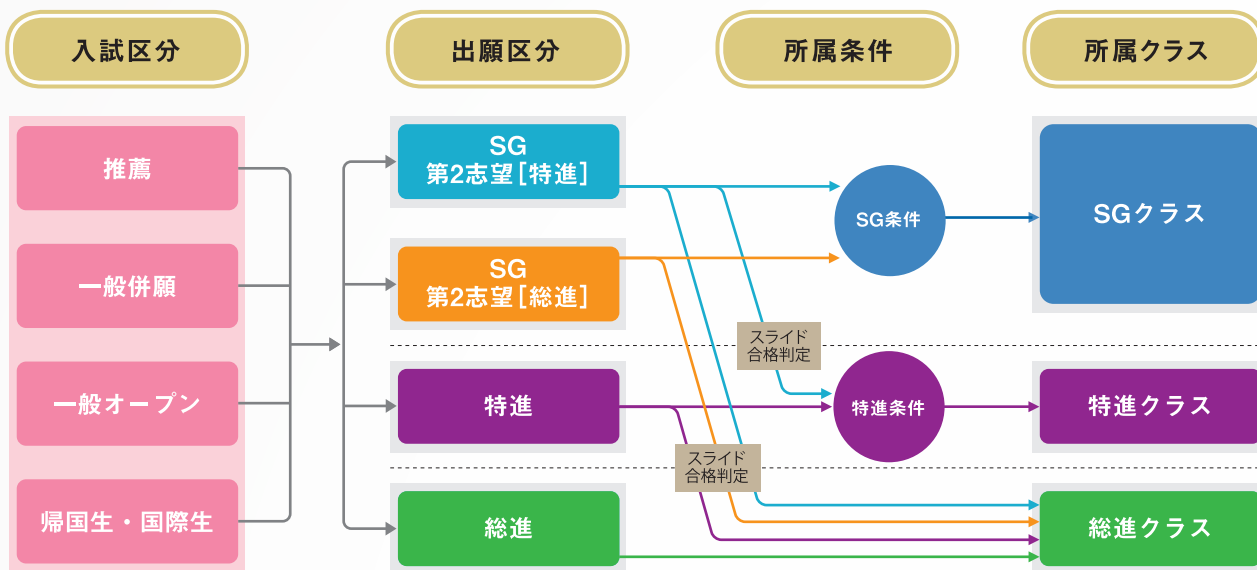 入試区分
出願区分
所属条件
所属クラス
推薦
一般併願
一般オープン
帰国生・国際生
SG
第2志望[特進]
SG
第2志望[総進]
特進
総進
スライド
合格判定
スライド
合格判定
SG条件
特進条件
SGクラス
特進クラス
総進クラス